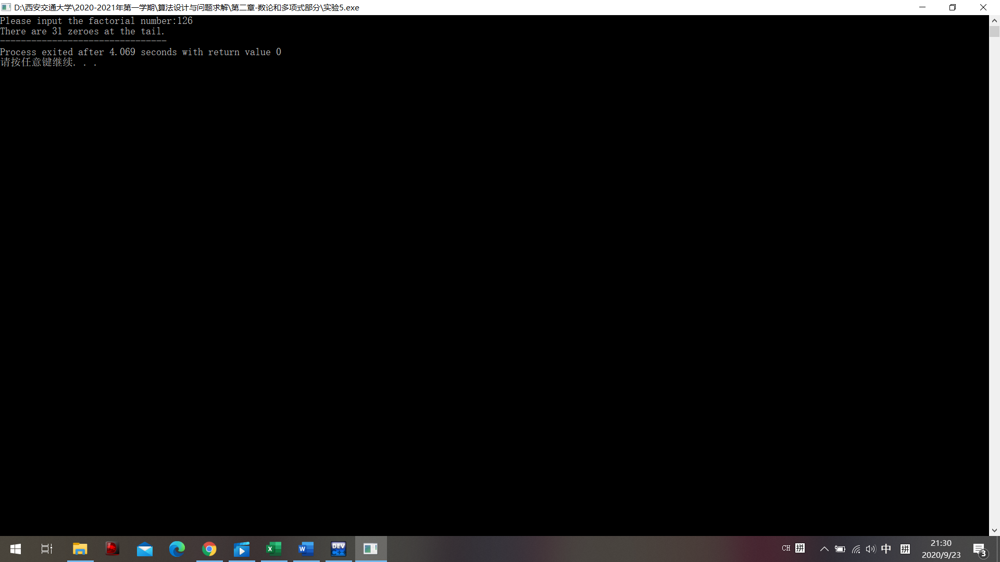 D:\西安交通大学\2020-2021年第一学期\算法设计与问题求解\第二章-数论和多项式部分\实验5.exe
Please input the factorial number:126
There are 31 zeroes at the tail.
--------------------------------
Process exited after 4.069 seconds with return value 0
请按任意键继续. . .
DEV
C++
CH 拼
中
拼
21:30
2020/9/23
3